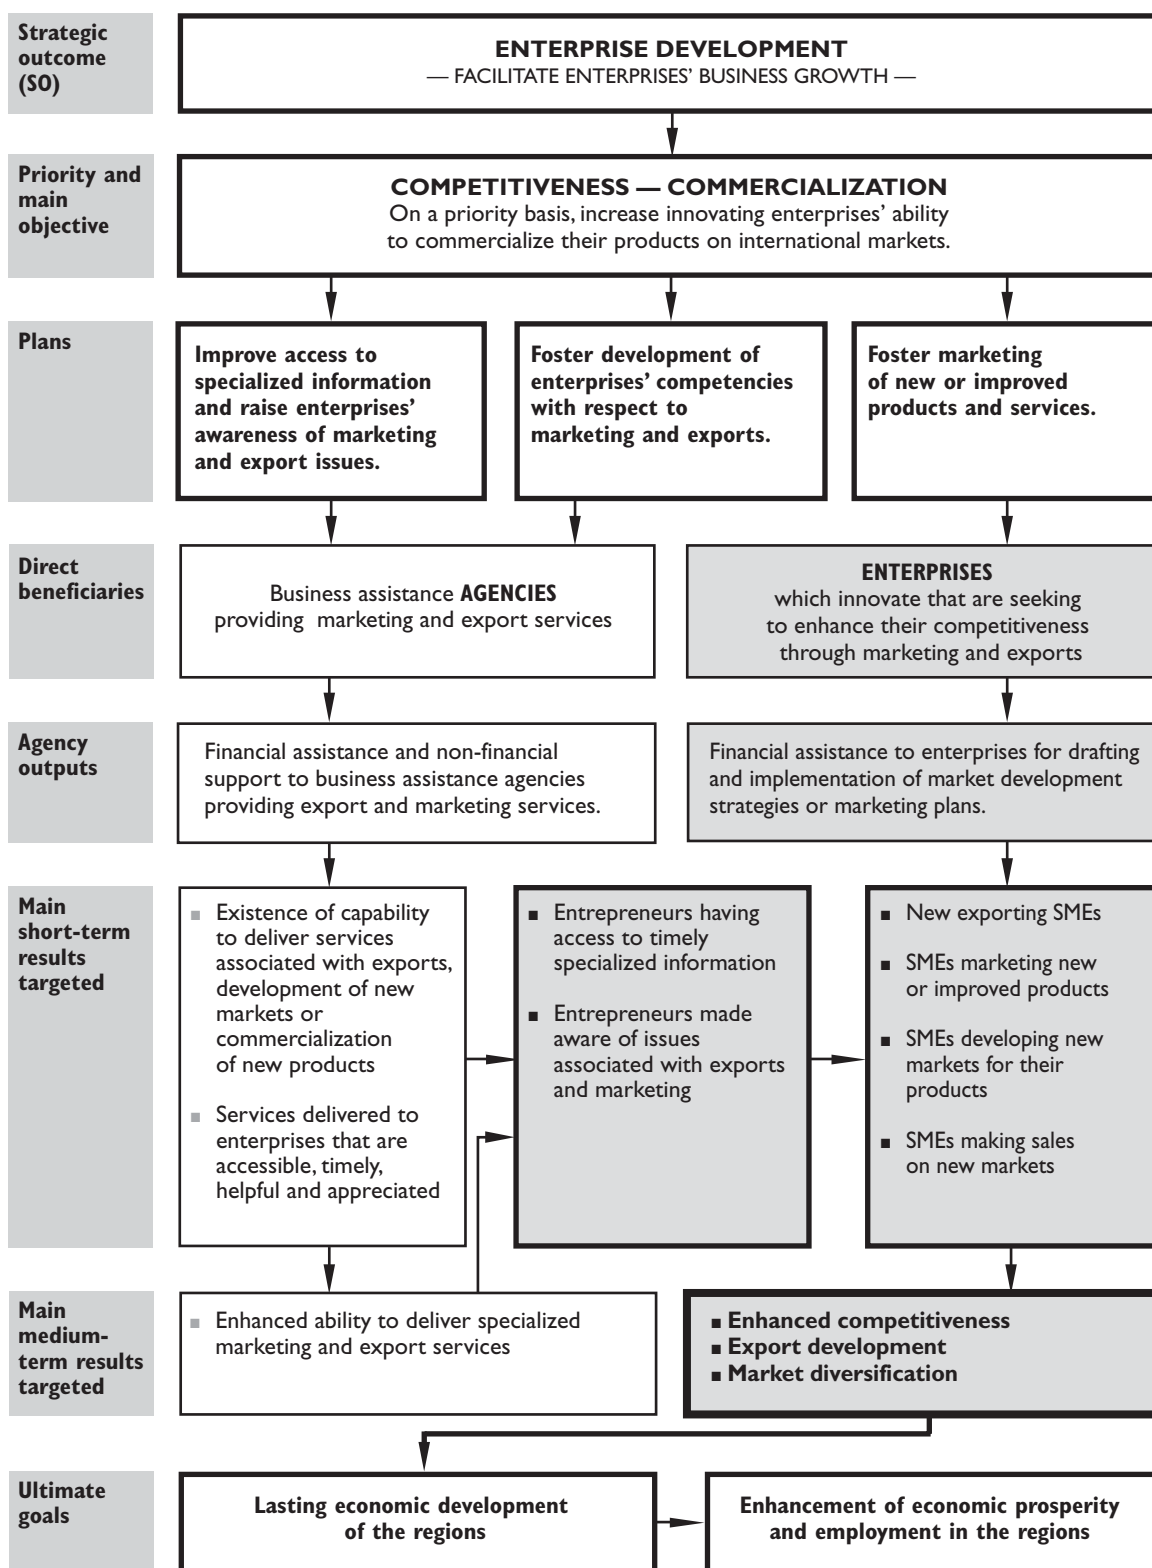 Strategic
outcome
(SO)
ENTERPRISE DEVELOPMENT
— FACILITATE ENTERPRISES’ BUSINESS GROWTH —
Priority and
main
objective
COMPETITIVENESS — COMMERCIALIZATION
On a priority basis, increase innovating enterprises’ ability
to commercialize their products on international markets.
Plans
Improve access to
specialized information
and raise enterprises’
awareness of marketing
and export issues.
Foster development of
enterprises’ competencies
with respect to
marketing and exports.
Foster marketing
of new or improved
products and services.
Direct
beneficiaries
Business assistance AGENCIES
providing marketing and export services
ENTERPRISES
which innovate that are seeking
to enhance their competitiveness
through marketing and exports
Agency
outputs
Financial assistance and non-financial
support to business assistance agencies
providing export and marketing services.
Financial assistance to enterprises for drafting
and implementation of market development
strategies or marketing plans.
Main
short-term
results
targeted
■ Existence of capability
to deliver services
associated with exports,
development of new
markets or
commercialization
of new products
■ Services delivered to
enterprises that are
accessible, timely,
helpful and appreciated
■ Entrepreneurs having
access to timely
specialized information
■ Entrepreneurs made
aware of issues
associated with exports
and marketing
■ New exporting SMEs
■ SMEs marketing new
or improved products
■ SMEs developing new
markets for their
products
■ SMEs making sales
on new markets
Main
medium-
term results
targeted
■ Enhanced ability to deliver specialized
marketing and export services
■ Enhanced competitiveness
■ Export development
■ Market diversification
Ultimate
goals
Lasting economic development
of the regions
Enhancement of economic prosperity
and employment in the regions